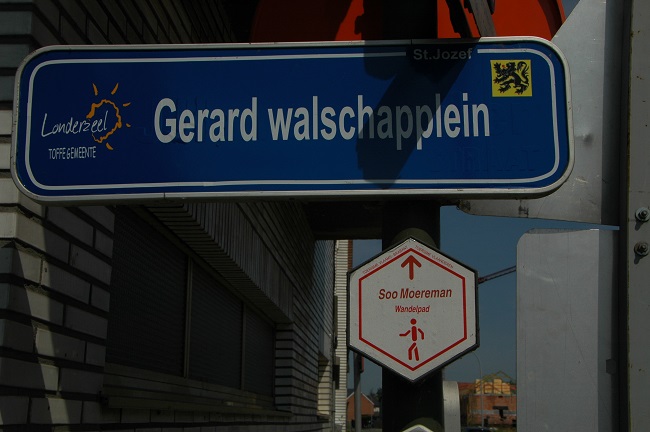 St.Jozef
Londerzeel
TOFFE GEMEENTE
Gerard walschapplein
Soo Moereman
Wandelpad